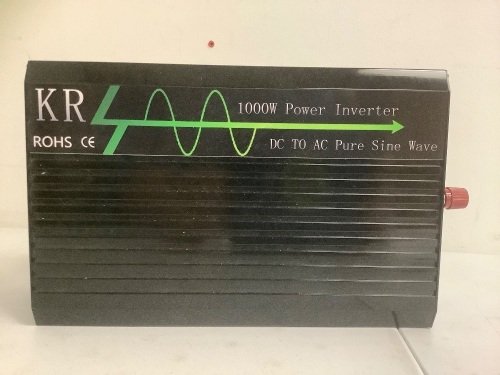 KR
1000W Power Inverter
ROHS CE
DC TO AC Pure Sine Wave